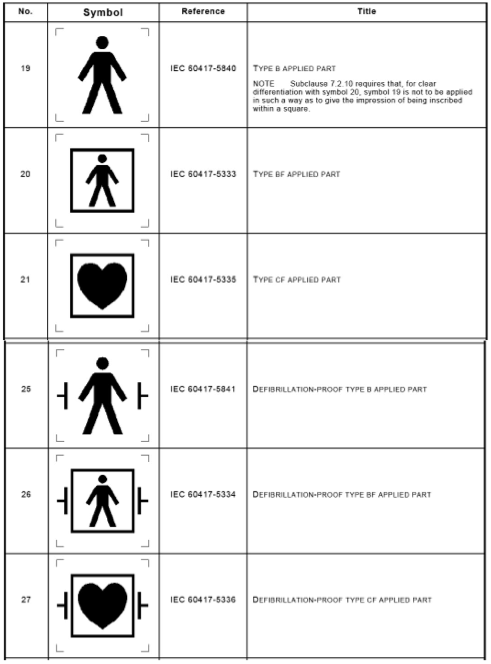 No. Symbol Reference Title
19 IEC 60417-5840 TYPE B APPLIED PART
NOTE Subclause 7.2.10 requires that, for clear
differentiation with symbol 20, symbol 19 is not to be applied
in such a way as to give the impression of being inscribed
within a square.
20 IEC 60417-5333 TYPE BF APPLIED PART
21 IEC 60417-5335 TYPE CF APPLIED PART
25 IEC 60417-5841 DEFIBRILLATION-PROOF TYPE B APPLIED PART
26 IEC 60417-5334 DEFIBRILLATION-PROOF TYPE BF APPLIED PART
27 IEC 60417-5336 DEFIBRILLATION-PROOF TYPE CF APPLIED PART